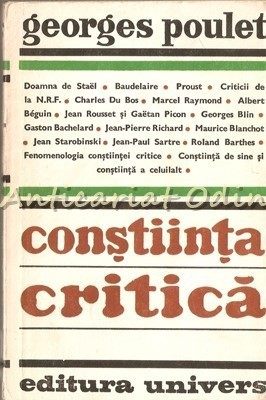 georges poulet
Doamna de Staël • Baudelaire • Proust • Criticii de
la N.R.F. • Charles Du Bos • Marcel Raymond • Albert
Béguin • Jean Rousset și Gaëtan Picon • Georges Blin •
Gaston Bachelard • Jean-Pierre Richard • Maurice Blanchot
• Jean Starobinski • Jean-Paul Sartre • Roland Barthes •
Fenomenologia conștiinței critice • Conștiință de sine și
conștiință a celuilalt •
Anticariat Odin
conștiința
critică
editura univers